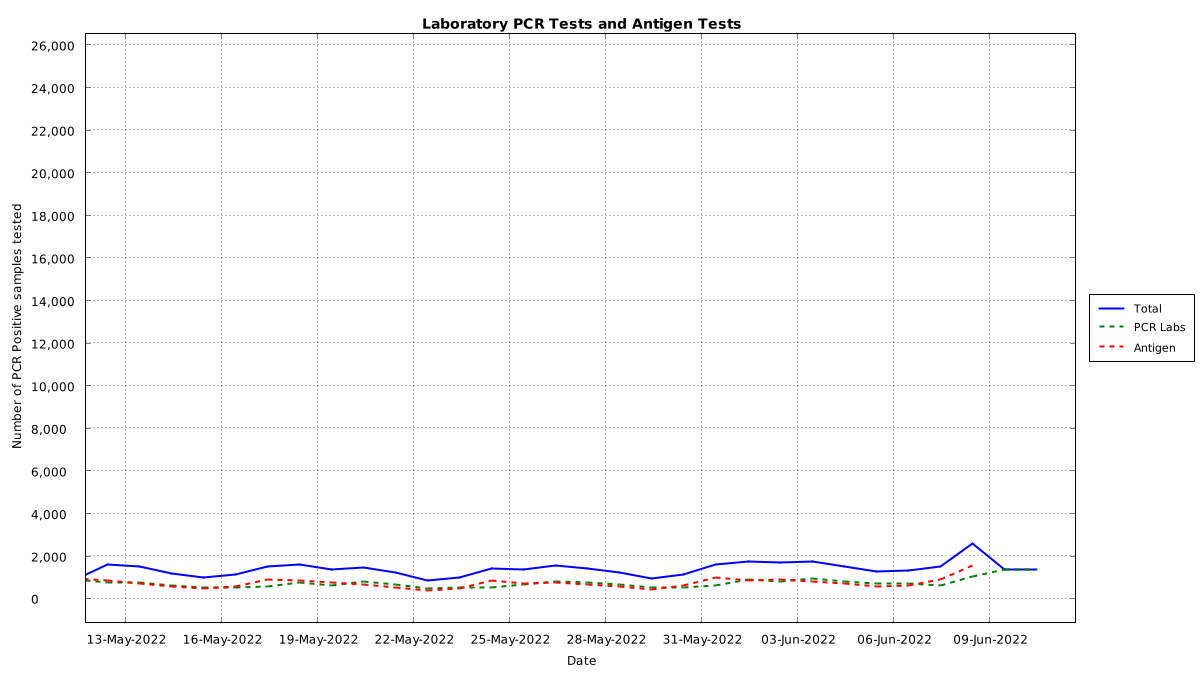 Laboratory PCR Tests and Antigen Tests
Number of PCR Positive samples tested
26,000
24,000
22,000
20,000
18,000
16,000
14,000
12,000
10,000
8,000
6,000
4,000
2,000
0
13-May-2022
16-May-2022
19-May-2022
22-May-2022
25-May-2022
28-May-2022
31-May-2022
03-Jun-2022
06-Jun-2022
09-Jun-2022
Date
Total
PCR Labs
Antigen